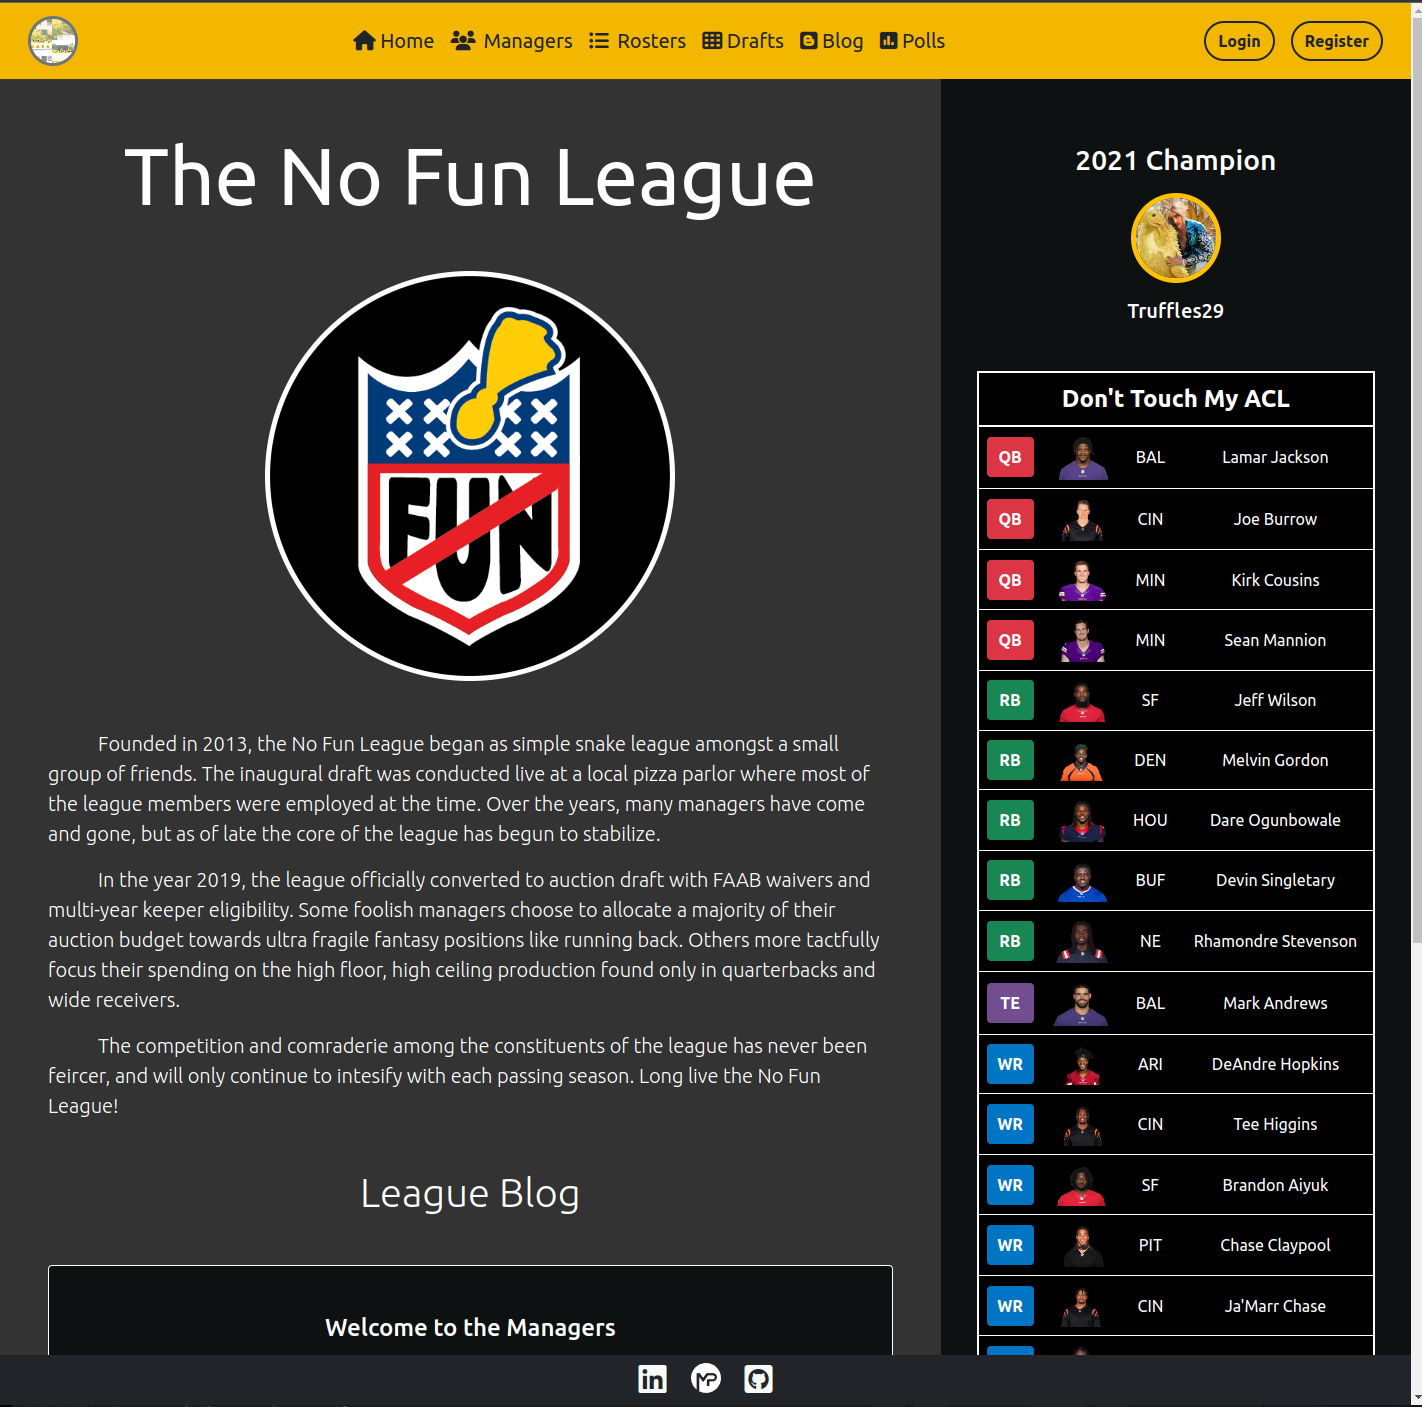 Home Managers Rosters Drafts Blog Polls Login Register
The No Fun League
FUN
Founded in 2013, the No Fun League began as simple snake league amongst a small
group of friends. The inaugural draft was conducted live at a local pizza parlor where most of
the league members were employed at the time. Over the years, many managers have come
and gone, but as of late the core of the league has begun to stabilize.
In the year 2019, the league officially converted to auction draft with FAAB waivers and
multi-year keeper eligibility. Some foolish managers choose to allocate a majority of their
auction budget towards ultra fragile fantasy positions like running back. Others more tactfully
focus their spending on the high floor, high ceiling production found only in quarterbacks and
wide receivers.
The competition and comraderie among the constituents of the league has never been
feircer, and will only continue to intesify with each passing season. Long live the No Fun
League!
League Blog
Welcome to the Managers
2021 Champion
Truffles29
Don't Touch My ACL
QB BAL Lamar Jackson
QB CIN Joe Burrow
QB MIN Kirk Cousins
QB MIN Sean Mannion
RB SF Jeff Wilson
RB DEN Melvin Gordon
RB HOU Dare Ogunbowale
RB BUF Devin Singletary
RB NE Rhamondre Stevenson
TE BAL Mark Andrews
WR ARI DeAndre Hopkins
WR CIN Tee Higgins
WR SF Brandon Aiyuk
WR PIT Chase Claypool
WR CIN Ja'Marr Chase
in MP